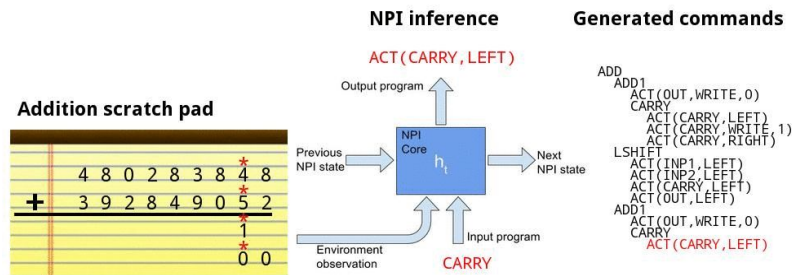 Addition scratch pad
*
4 8 0 2 8 3 8 4 8
*
+ 3 9 2 8 4 9 0 5 2
*
1
*
0 0
NPI inference
ACT(CARRY,LEFT)
Output program
NPI
Core
hₜ
Previous
NPI state
Next
NPI state
Environment
observation
Input program
CARRY
Generated commands
ADD
ADD1
ACT(OUT,WRITE,0)
CARRY
ACT(CARRY,LEFT)
ACT(CARRY,WRITE,1)
ACT(CARRY,RIGHT)
LSHIFT
ACT(INP1,LEFT)
ACT(INP2,LEFT)
ACT(CARRY,LEFT)
ACT(OUT,LEFT)
ADD1
ACT(OUT,WRITE,0)
CARRY
ACT(CARRY,LEFT)